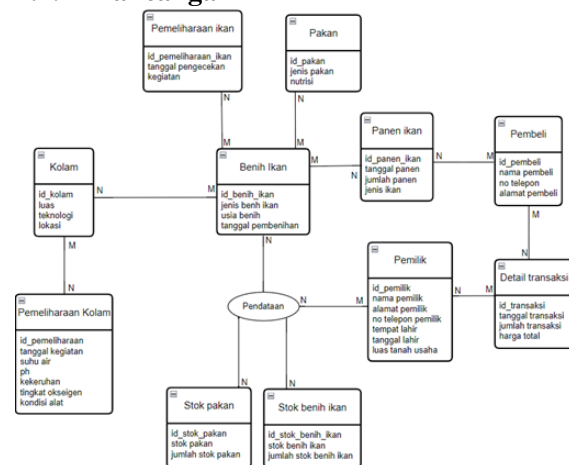 Pemeliharaan ikan
id_pemeliharaan_ikan
tanggal pengecekan
kegiatan
Pakan
id_pakan
jenis pakan
nutrisi
N
N
M
M
Kolam
id_kolam
luas
teknologi
lokasi
N
M
Benih Ikan
id_benih_ikan
jenis benh ikan
usia benih
tanggal pembenihan
M
N
Panen ikan
id_panen_ikan
tanggal panen
jumlah panen
jenis ikan
N
M
Pembeli
id_pembeli
nama pembeli
no telepon
alamat pembeli
M
N
M
N
N
Pemeliharaan Kolam
id_pemeliharaan
tanggal kegiatan
suhu air
ph
kekeruhan
tingkat okseigen
kondisi alat
Pendataan
N
M
Pemilik
id_pemilik
nama pemilik
alamat pemilik
no telepon pemilik
tempat lahir
tanggal lahir
luas tanah usaha
N
M
Detail transaksi
id_transaksi
tanggal transaksi
jumlah transaksi
harga total
N
N
Stok pakan
id_stok_pakan
stok pakan
jumlah stok pakan
Stok benih ikan
id_stok_benih_ikan
stok benih ikan
jumlah stok benih ikan